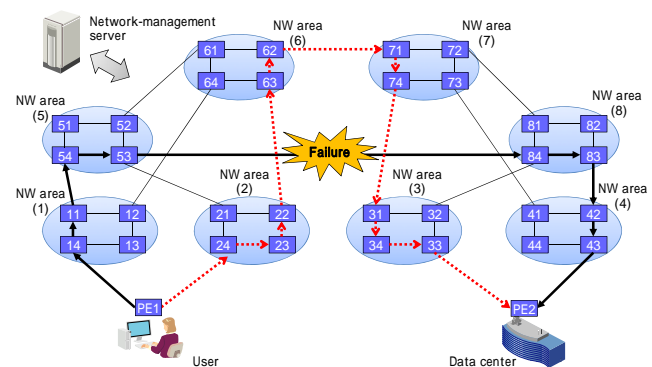 Network-management
server
NW area
(6)
NW area
(7)
61
62
71
72
64
63
74
73
NW area
(5)
NW area
(8)
51
52
81
82
54
53
Failure
84
83
NW area
(1)
NW area
(2)
NW area
(3)
NW area
(4)
11
12
21
22
31
32
41
42
14
13
24
23
34
33
44
43
PE1
PE2
User
Data center